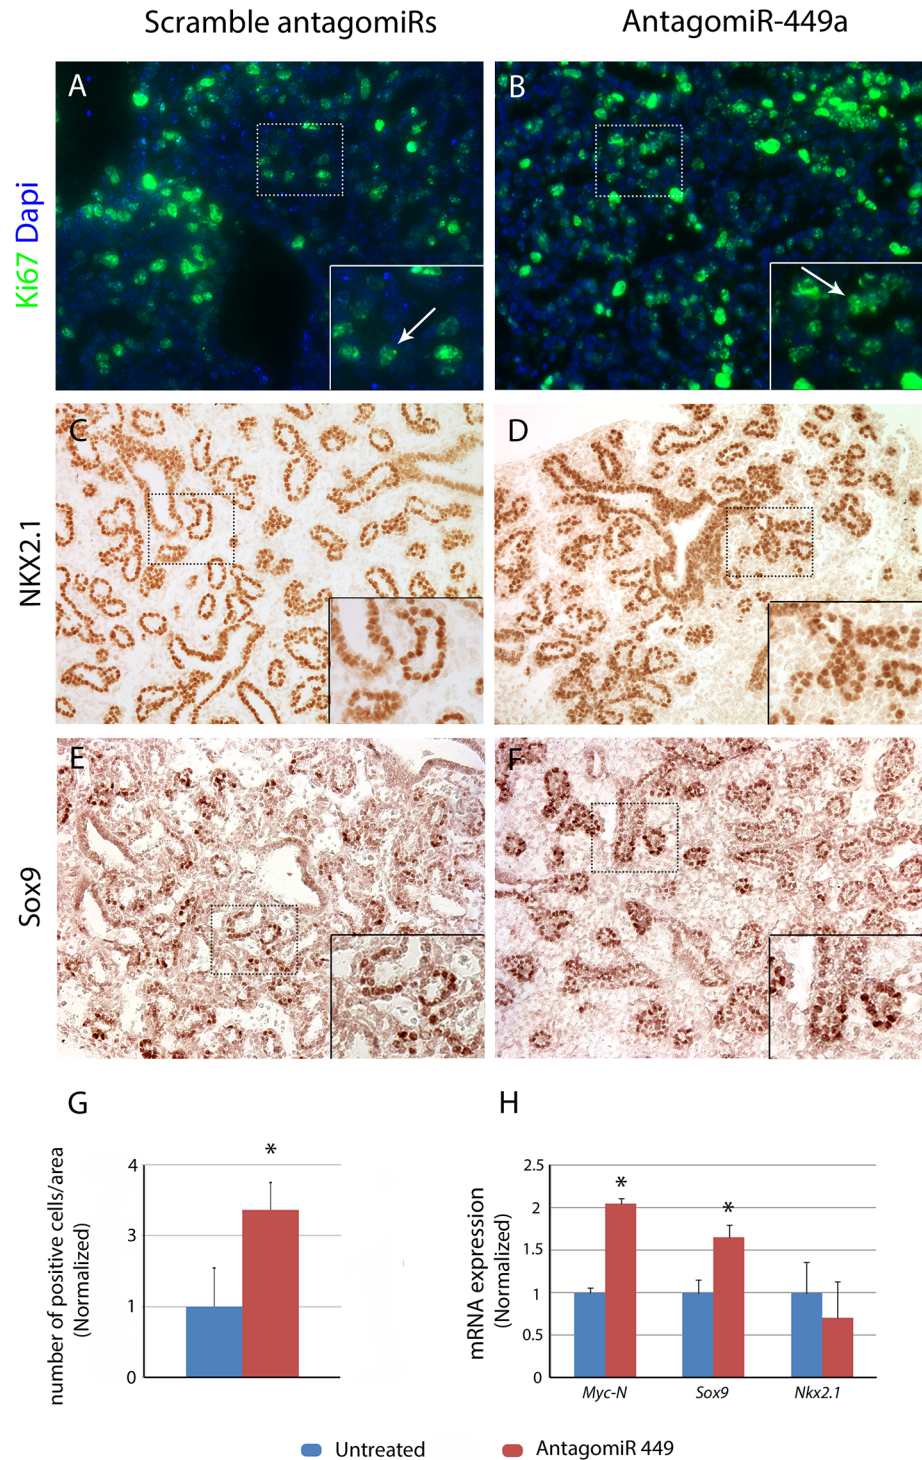 Scramble antagomiRs
AntagomiR-449a
A
B
Ki67 Dapi
C
D
NKX2.1
E
F
Sox9
G
H
number of positive cells/area
(Normalized)
4
3
1
0
*
mRNA expression
(Normalized)
2.5
2
1.5
1
0.5
0
*
*
Myc-N
Sox9
Nkx2.1
Untreated
AntagomiR 449